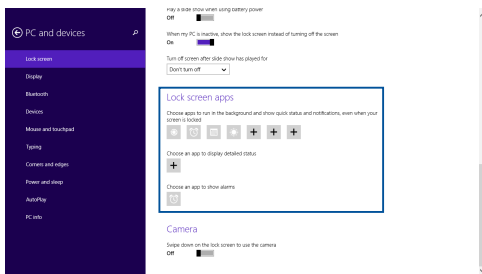 Play a slide show when using battery power
Off
PC and devices
When my PC is inactive, show the lock screen instead of turning off the screen
On
Lock screen
Turn off screen after slide show has played for
Don't turn off
Display
Bluetooth
Devices
Mouse and touchpad
Typing
Corners and edges
Power and sleep
AutoPlay
PC info
Lock screen apps
Choose apps to run in the background and show quick status and notifications, even when your
screen is locked
Choose an app to display detailed status
Choose an app to show alarms
Camera
Swipe down on the lock screen to use the camera
Off